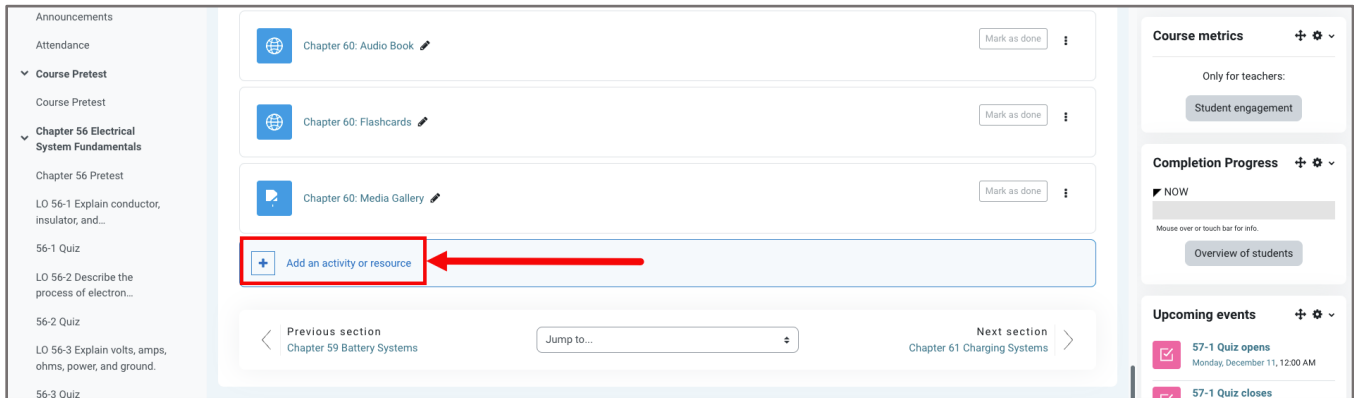 Announcements
Attendance
Course Pretest
Course Pretest
Chapter 56 Electrical
System Fundamentals
Chapter 56 Pretest
LO 56-1 Explain conductor,
insulator, and...
56-1 Quiz
LO 56-2 Describe the
process of electron...
56-2 Quiz
LO 56-3 Explain volts, amps,
ohms, power, and ground.
56-3 Quiz
Chapter 60: Audio Book
Mark as done
Chapter 60: Flashcards
Mark as done
Chapter 60: Media Gallery
Mark as done
Add an activity or resource
Previous section
Chapter 59 Battery Systems
Jump to...
Next section
Chapter 61 Charging Systems
Course metrics
Only for teachers:
Student engagement
Completion Progress
NOW
Mouse over or touch bar for info.
Overview of students
Upcoming events
57-1 Quiz opens
Monday, December 11, 12:00 AM
57-1 Quiz closes